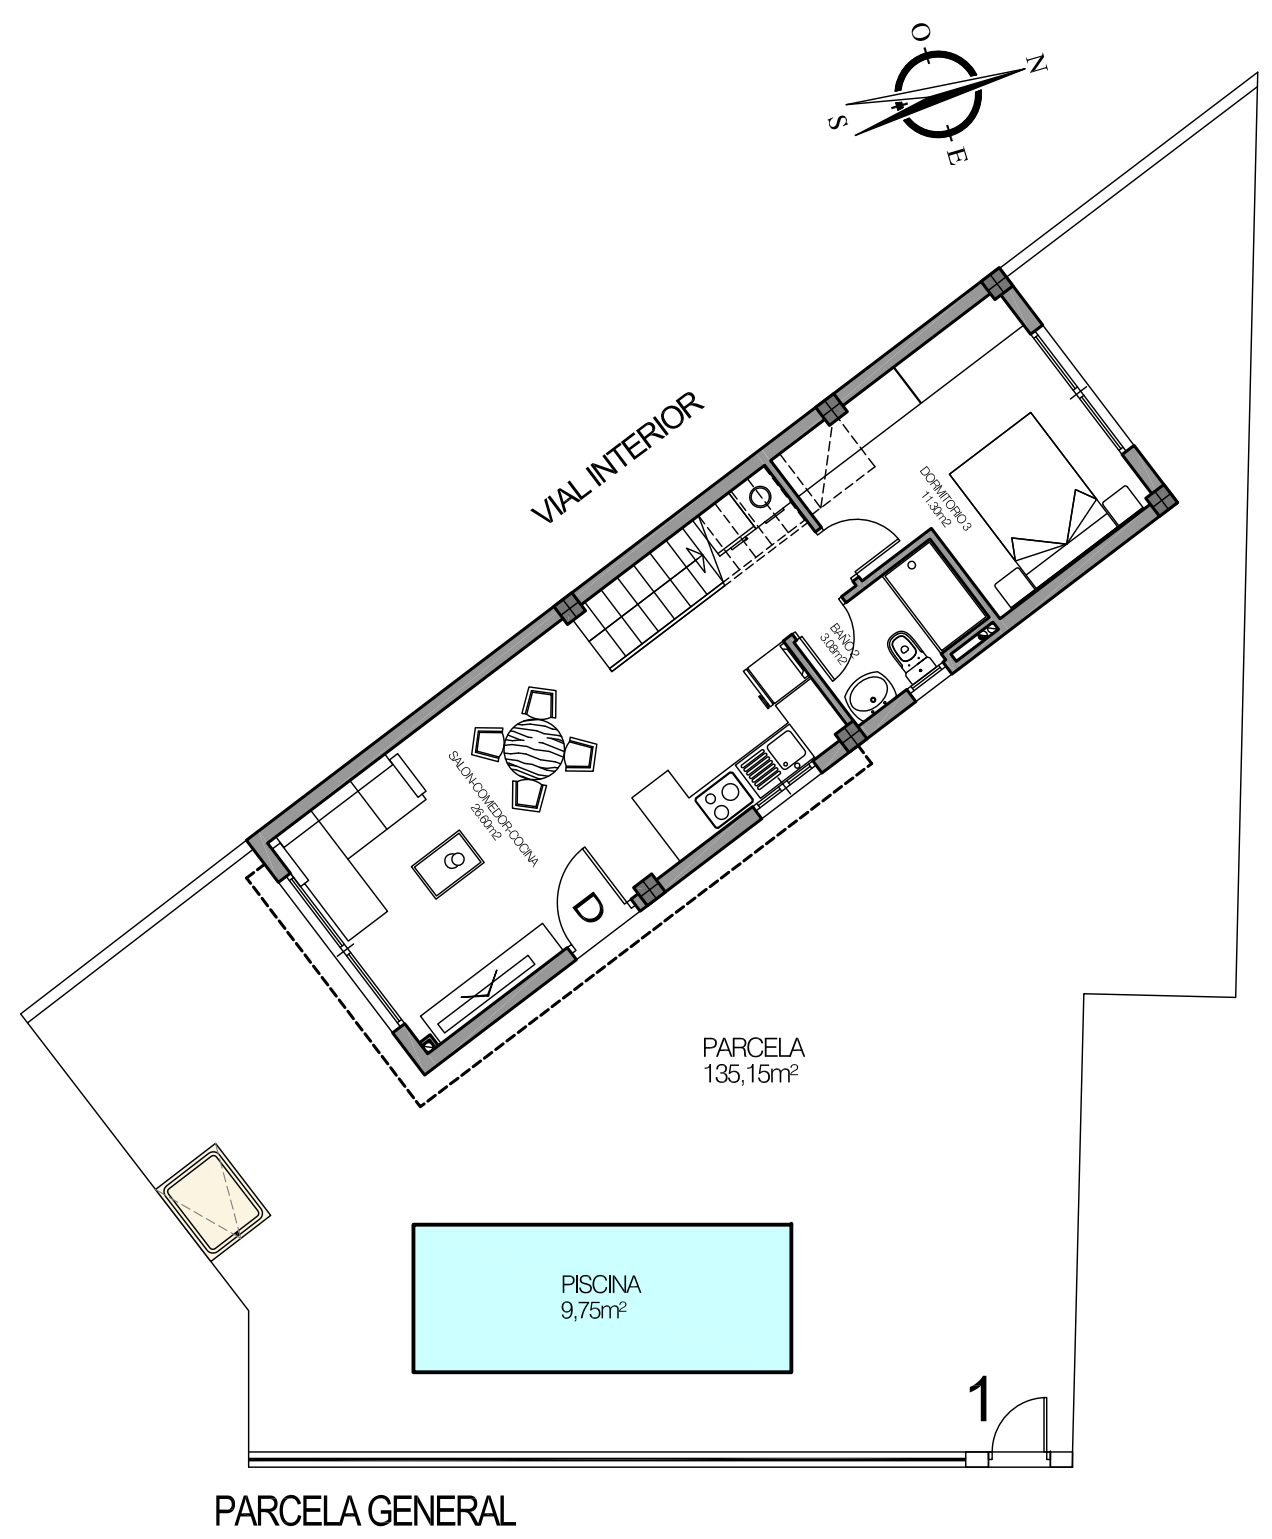 O
N
S
E
VIAL INTERIOR
DORMITORIO 3
11.30m2
BAÑO 2
3.08m2
SALON-COMEDOR-COCINA
26.60m2
D
PARCELA
135,15m²
PISCINA
9,75m²
1
PARCELA GENERAL